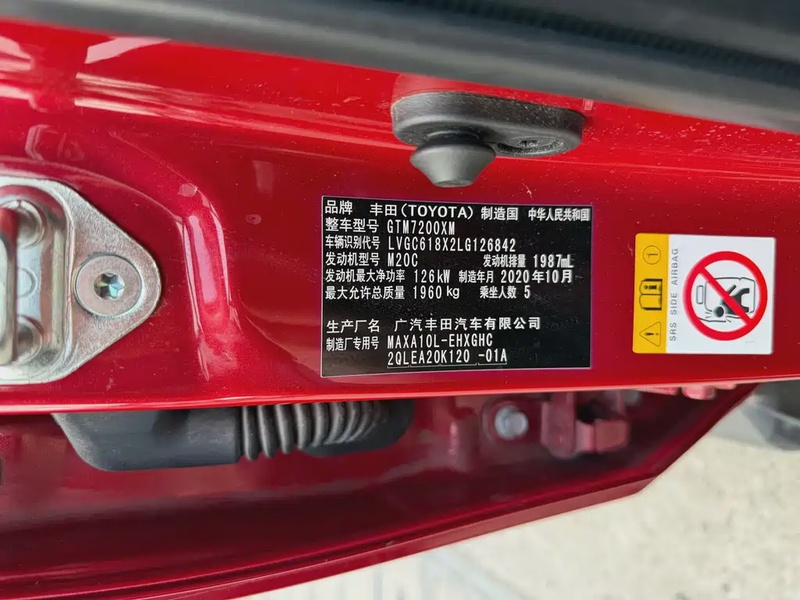 品牌 丰田(TOYOTA) 制造国 中华人民共和国
整车型号 GTM7200XM
车辆识别代号 LVGC618X2LG126842
发动机型号 M20C 发动机排量 1987mL
发动机最大净功率 126kW 制造年月 2020年10月
最大允许总质量 1960kg 乘坐人数 5
生产厂名 广汽丰田汽车有限公司
制造厂专用号 MAXA10L-EHXGHC
2QLEA20K120 -01A
SRS SIDE AIRBAG